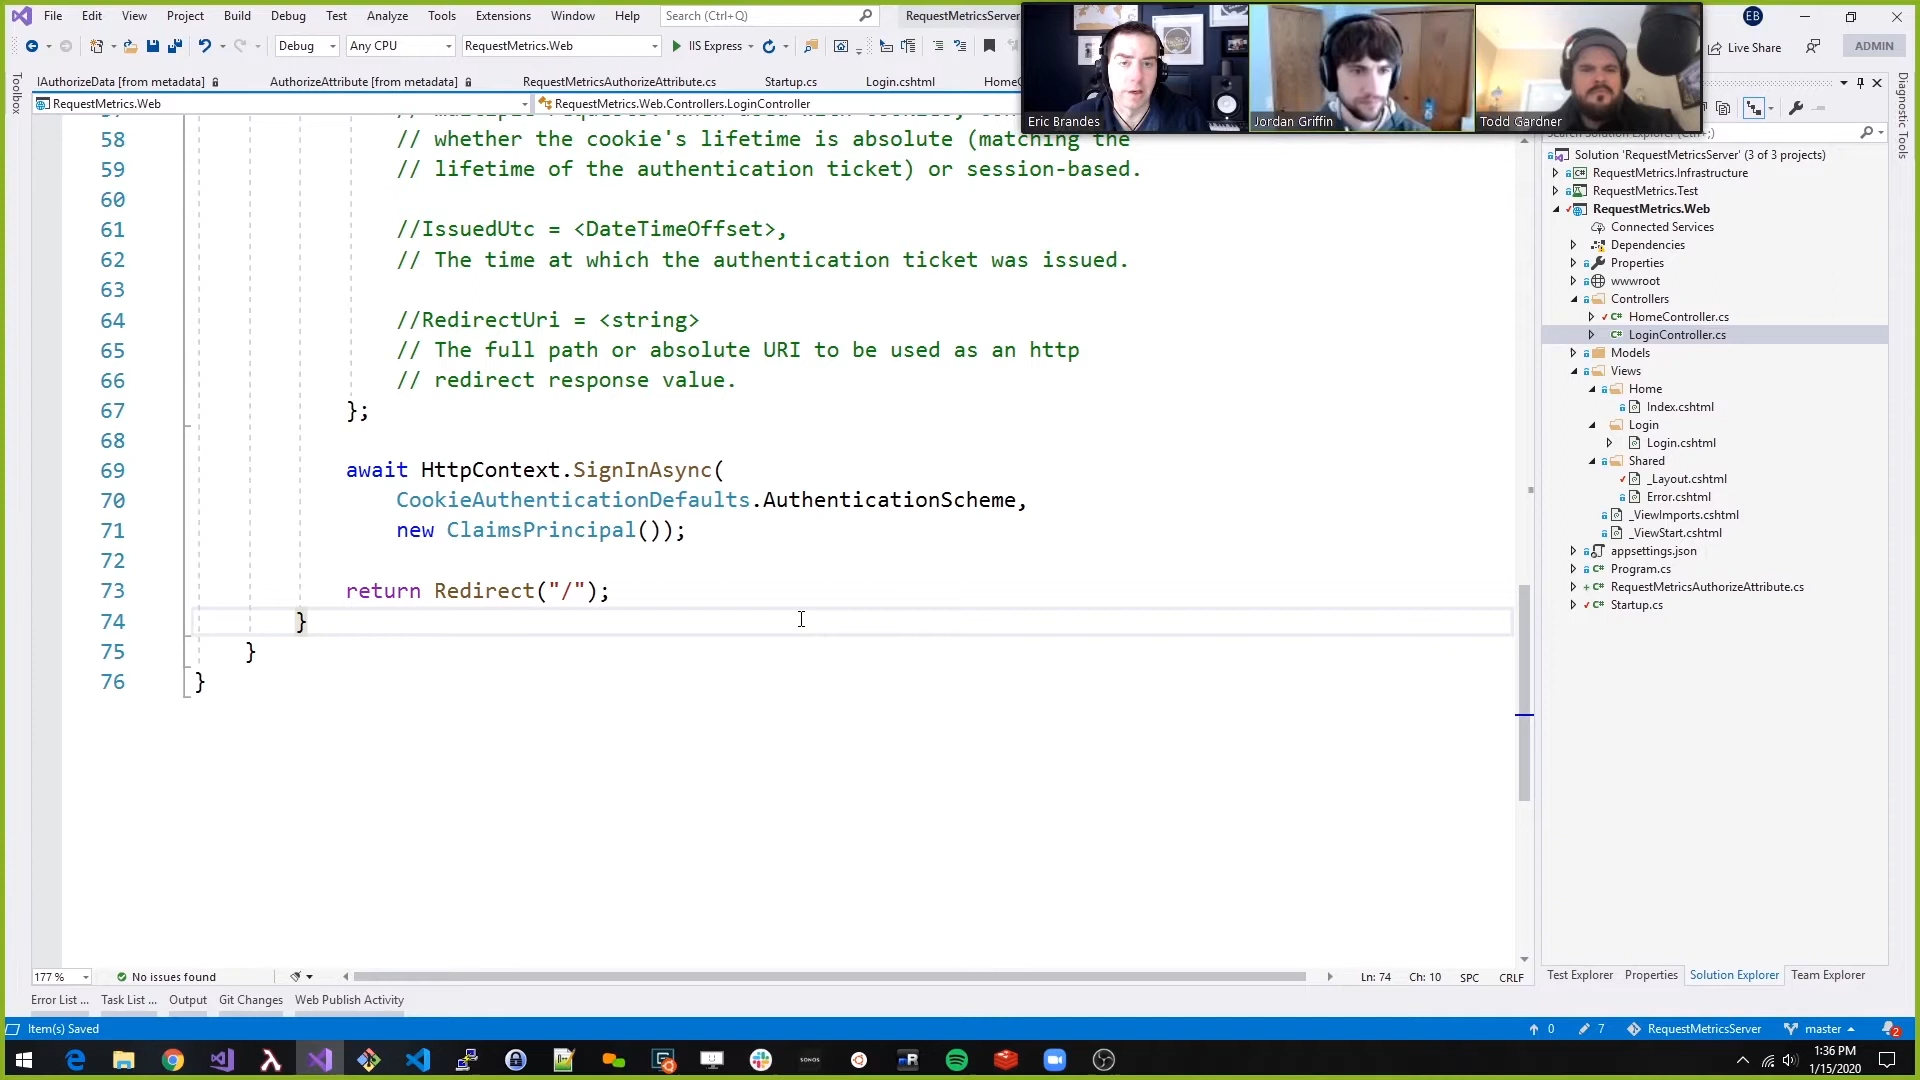 File Edit View Project Build Debug Test Analyze Tools Extensions Window Help Search (Ctrl+Q) RequestMetricsServer
EB
Debug Any CPU RequestMetrics.Web IIS Express Live Share ADMIN
IAuthorizeData [from metadata] AuthorizeAttribute [from metadata] RequestMetricsAuthorizeAttribute.cs Startup.cs Login.cshtml
RequestMetrics.Web RequestMetrics.Web.Controllers.LoginController
Eric Brandes
Jordan Griffin
Todd Gardner
Toolbox
Diagnostic Tools
58 // whether the cookie's lifetime is absolute (matching the
59 // lifetime of the authentication ticket) or session-based.
60
61 //IssuedUtc = <DateTimeOffset>,
62 // The time at which the authentication ticket was issued.
63
64 //RedirectUri = <string>
65 // The full path or absolute URI to be used as an http
66 // redirect response value.
67 };
68
69 await HttpContext.SignInAsync(
70 CookieAuthenticationDefaults.AuthenticationScheme,
71 new ClaimsPrincipal());
72
73 return Redirect("/");
74 }
75 }
76 }
Solution 'RequestMetricsServer' (3 of 3 projects)
RequestMetrics.Infrastructure
RequestMetrics.Test
RequestMetrics.Web
Connected Services
Dependencies
Properties
wwwroot
Controllers
HomeController.cs
LoginController.cs
Models
Views
Home
Index.cshtml
Login
Login.cshtml
Shared
_Layout.cshtml
Error.cshtml
_ViewImports.cshtml
_ViewStart.cshtml
appsettings.json
Program.cs
RequestMetricsAuthorizeAttribute.cs
Startup.cs
177 % No issues found Ln: 74 Ch: 10 SPC CRLF
Test Explorer Properties Solution Explorer Team Explorer
Error List ... Task List ... Output Git Changes Web Publish Activity
Item(s) Saved 0 7 RequestMetricsServer master 2
SONOS
1:36 PM
1/15/2020